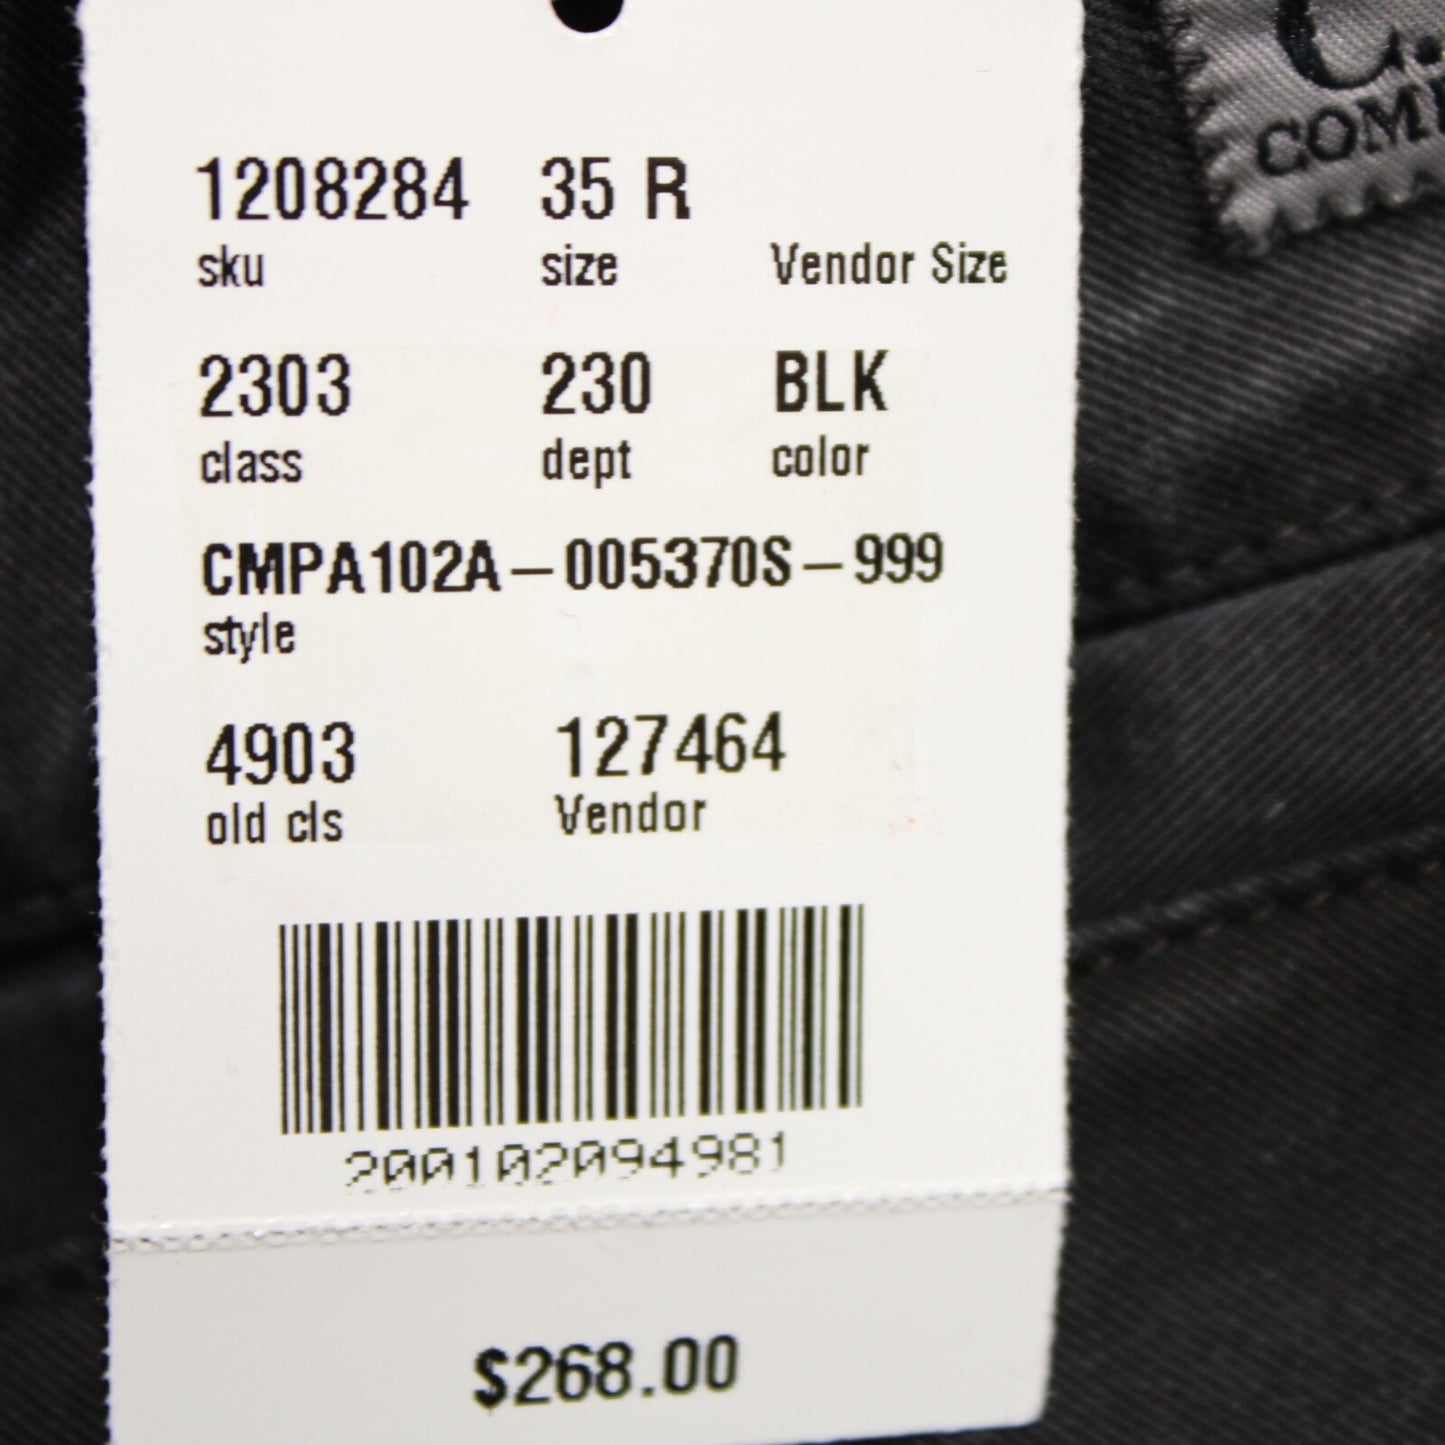 C.
COMP
1208284 35 R
sku size Vendor Size
2303 230 BLK
class dept color
CMPA102A-005370S-999
style
4903 127464
old cls Vendor
200102094981
$268.00